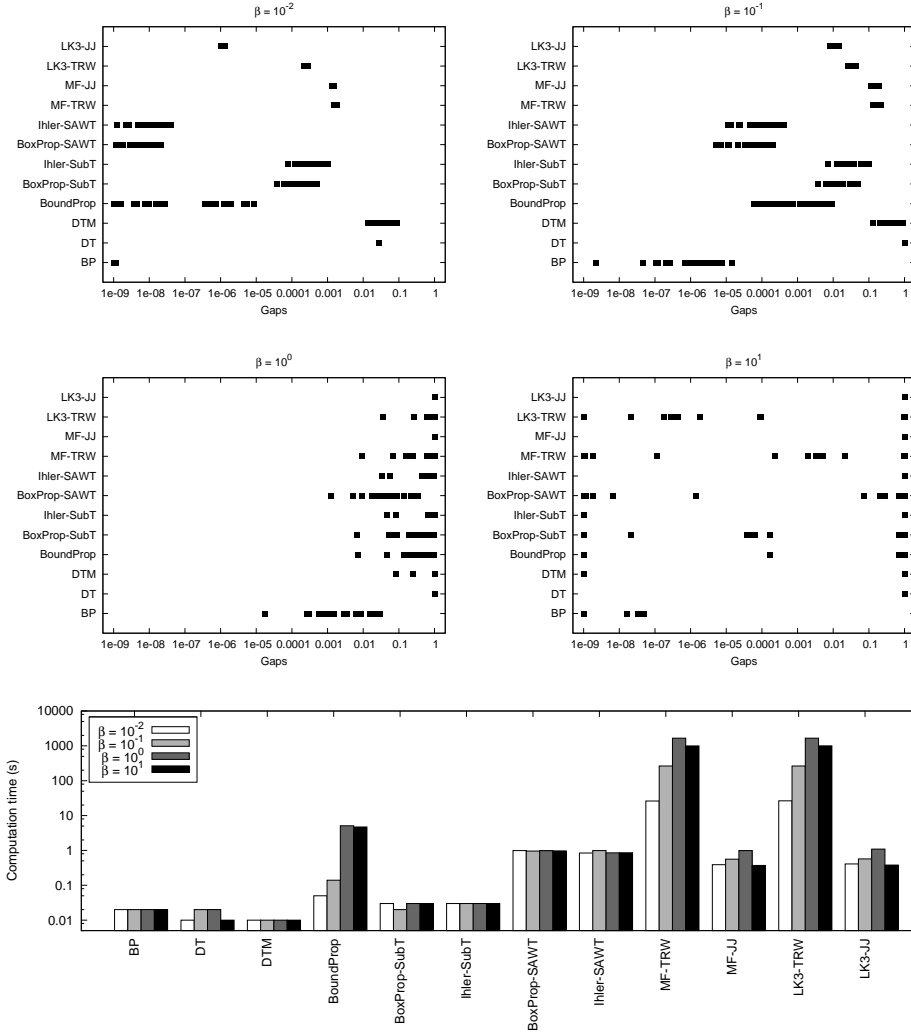 β = 10-2
LK3-JJ
LK3-TRW
MF-JJ
MF-TRW
Ihler-SAWT
BoxProp-SAWT
Ihler-SubT
BoxProp-SubT
BoundProp
DTM
DT
BP
1e-09 1e-08 1e-07 1e-06 1e-05 0.0001 0.001 0.01 0.1 1
Gaps
β = 10-1
LK3-JJ
LK3-TRW
MF-JJ
MF-TRW
Ihler-SAWT
BoxProp-SAWT
Ihler-SubT
BoxProp-SubT
BoundProp
DTM
DT
BP
1e-09 1e-08 1e-07 1e-06 1e-05 0.0001 0.001 0.01 0.1 1
Gaps
β = 100
LK3-JJ
LK3-TRW
MF-JJ
MF-TRW
Ihler-SAWT
BoxProp-SAWT
Ihler-SubT
BoxProp-SubT
BoundProp
DTM
DT
BP
1e-09 1e-08 1e-07 1e-06 1e-05 0.0001 0.001 0.01 0.1 1
Gaps
β = 101
LK3-JJ
LK3-TRW
MF-JJ
MF-TRW
Ihler-SAWT
BoxProp-SAWT
Ihler-SubT
BoxProp-SubT
BoundProp
DTM
DT
BP
1e-09 1e-08 1e-07 1e-06 1e-05 0.0001 0.001 0.01 0.1 1
Gaps
Computation time (s)
10000
1000
100
10
1
0.1
0.01
β = 10-2
β = 10-1
β = 100
β = 101
BP
DT
DTM
BoundProp
BoxProp-SubT
Ihler-SubT
BoxProp-SAWT
Ihler-SAWT
MF-TRW
MF-JJ
LK3-TRW
LK3-JJ